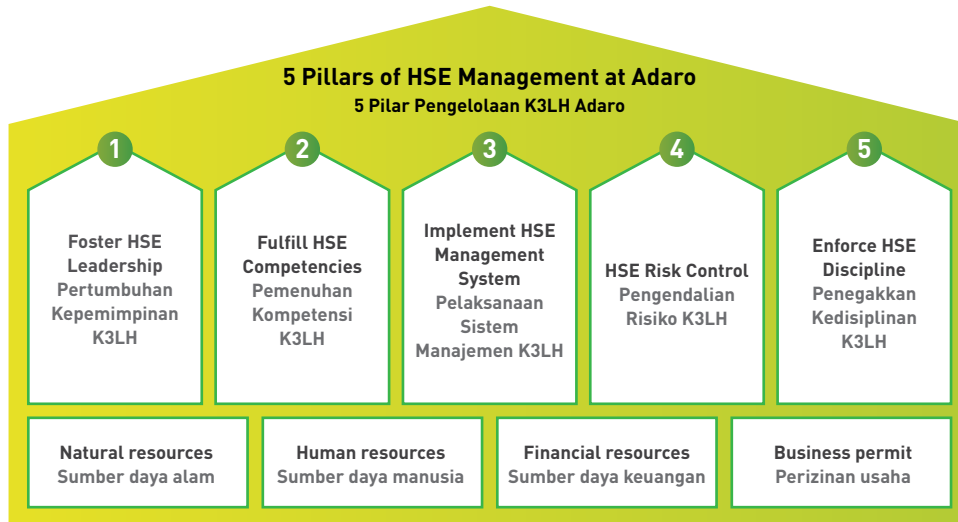 5 Pillars of HSE Management at Adaro
5 Pilar Pengelolaan K3LH Adaro
1
Foster HSE
Leadership
Pertumbuhan
Kepemimpinan
K3LH
2
Fulfill HSE
Competencies
Pemenuhan
Kompetensi
K3LH
3
Implement HSE
Management
System
Pelaksanaan
Sistem
Manajemen K3LH
4
HSE Risk Control
Pengendalian
Risiko K3LH
5
Enforce HSE
Discipline
Penegakkan
Kedisiplinan
K3LH
Natural resources
Sumber daya alam
Human resources
Sumber daya manusia
Financial resources
Sumber daya keuangan
Business permit
Perizinan usaha